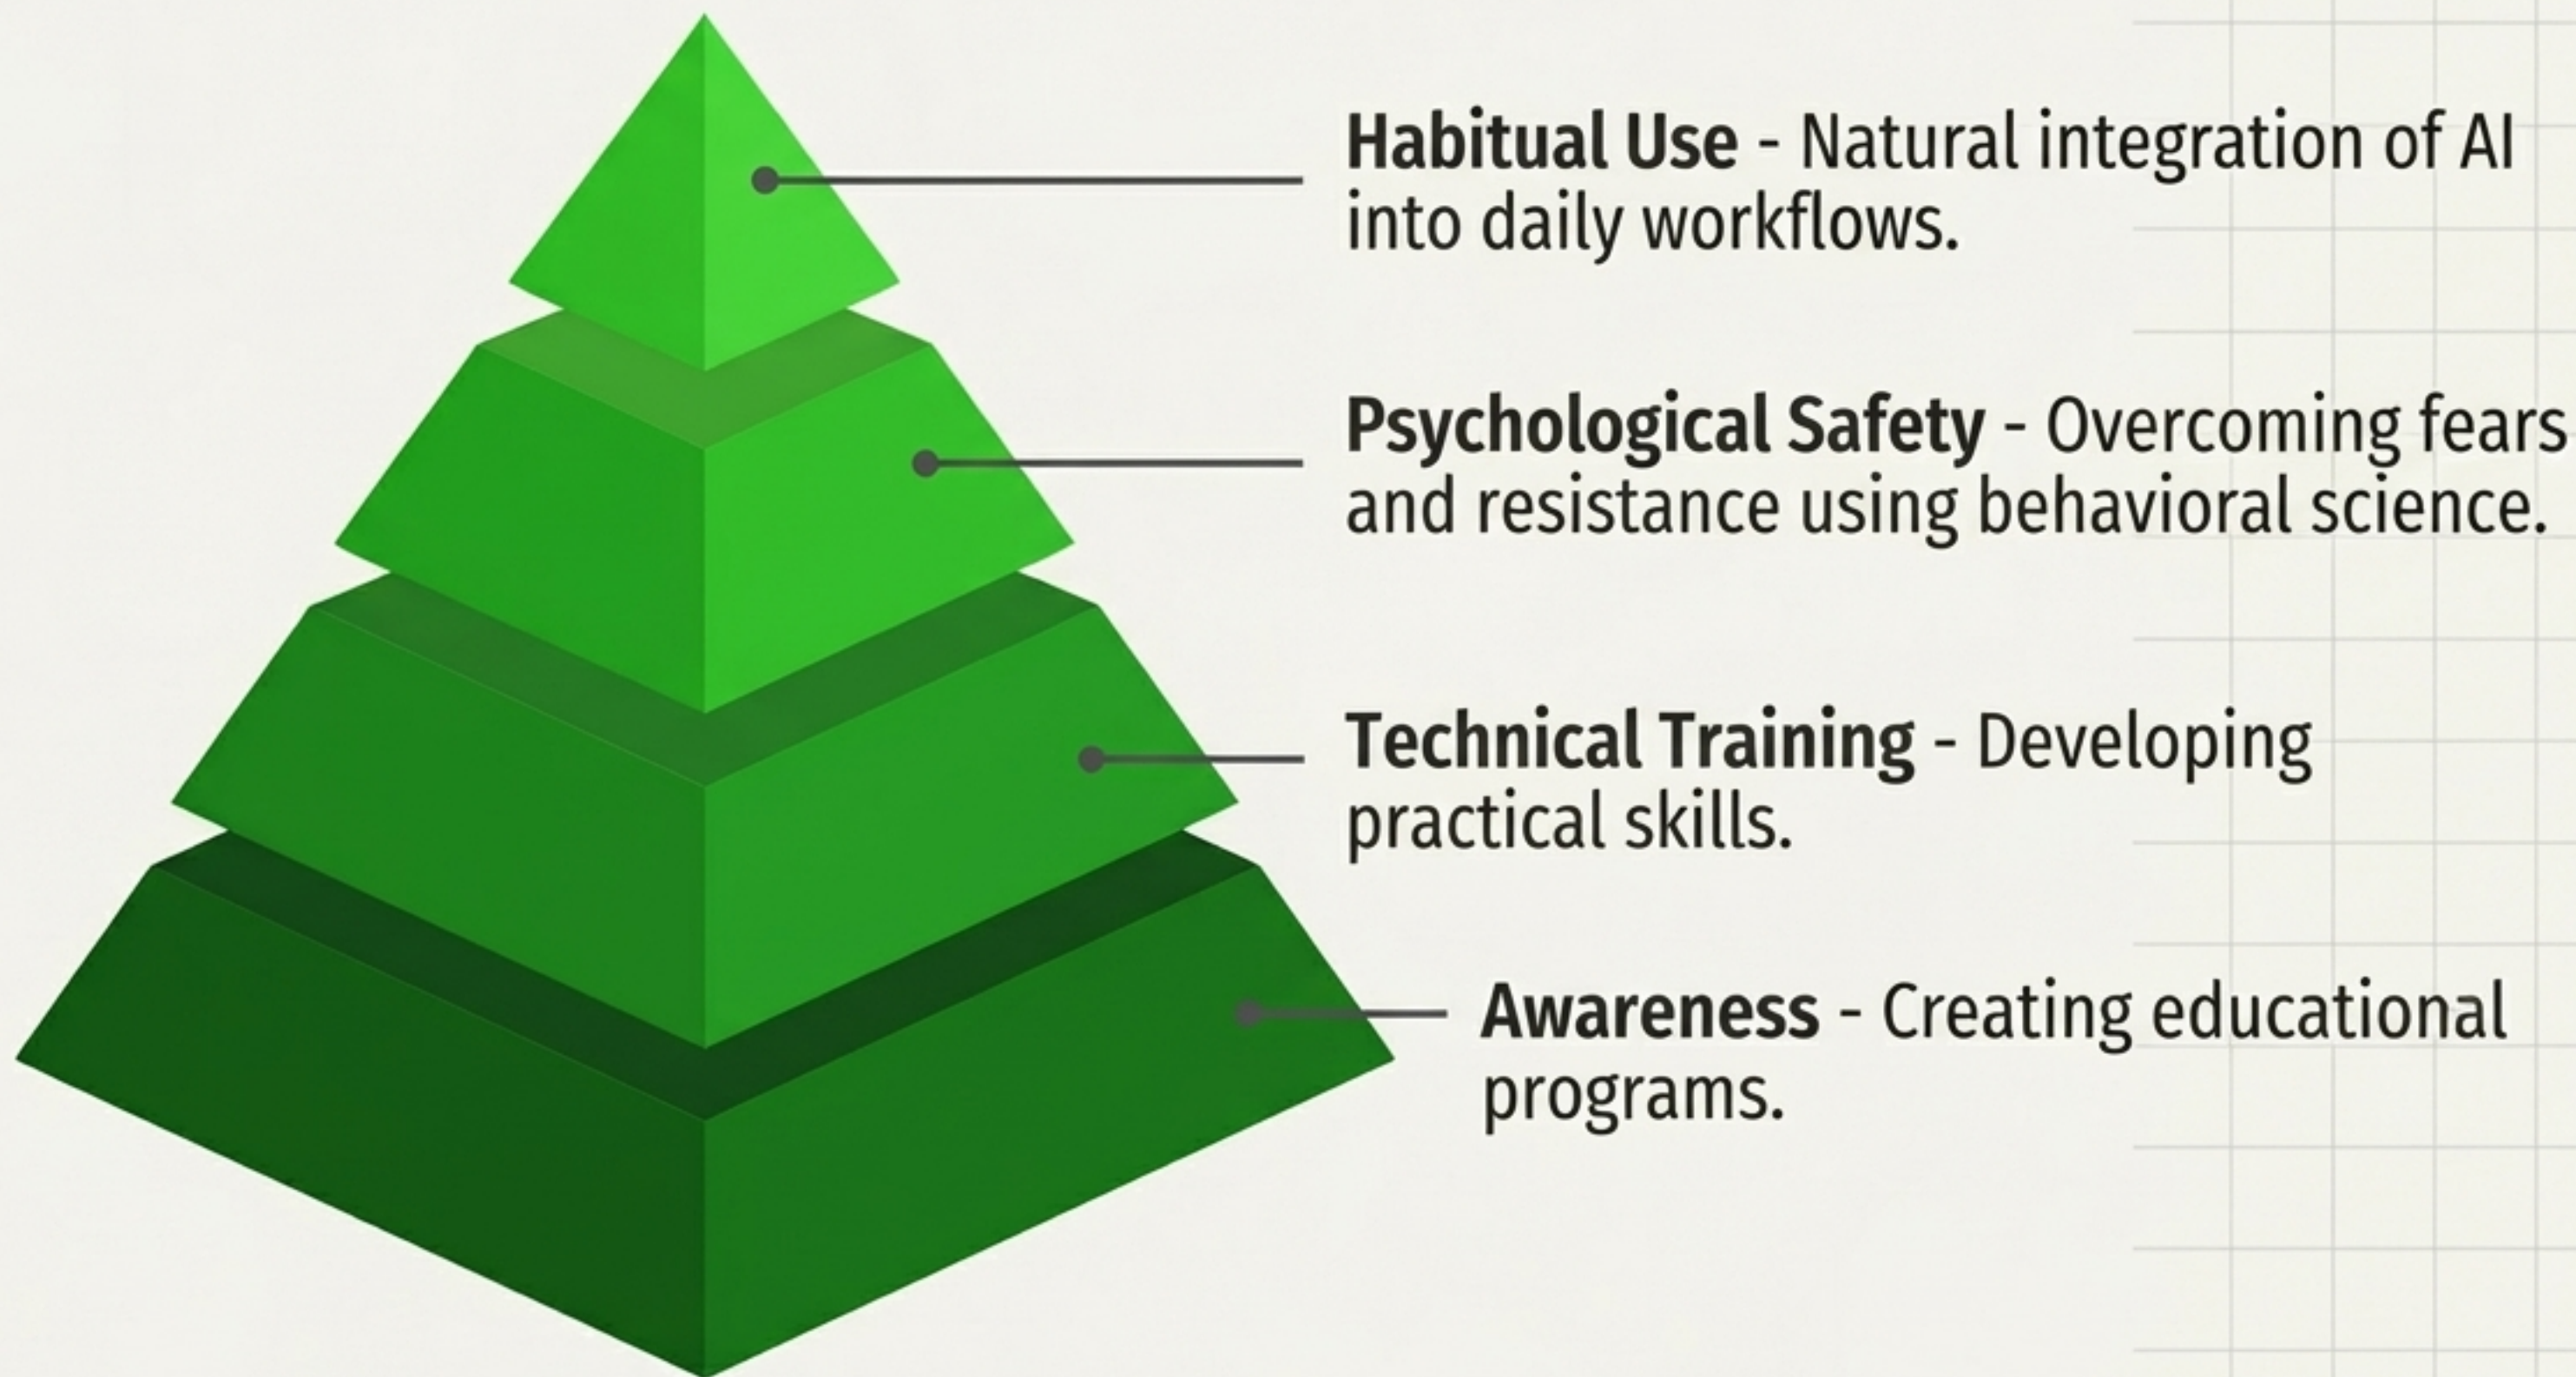 Habitual Use - Natural integration of AI
into daily workflows.
Psychological Safety - Overcoming fears
and resistance using behavioral science.
Technical Training - Developing
practical skills.
Awareness - Creating educational
programs.